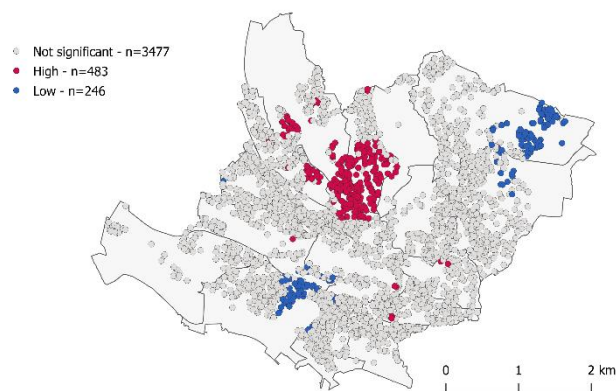 Not significant - n=3477
High - n=483
Low - n=246
0 1 2 km